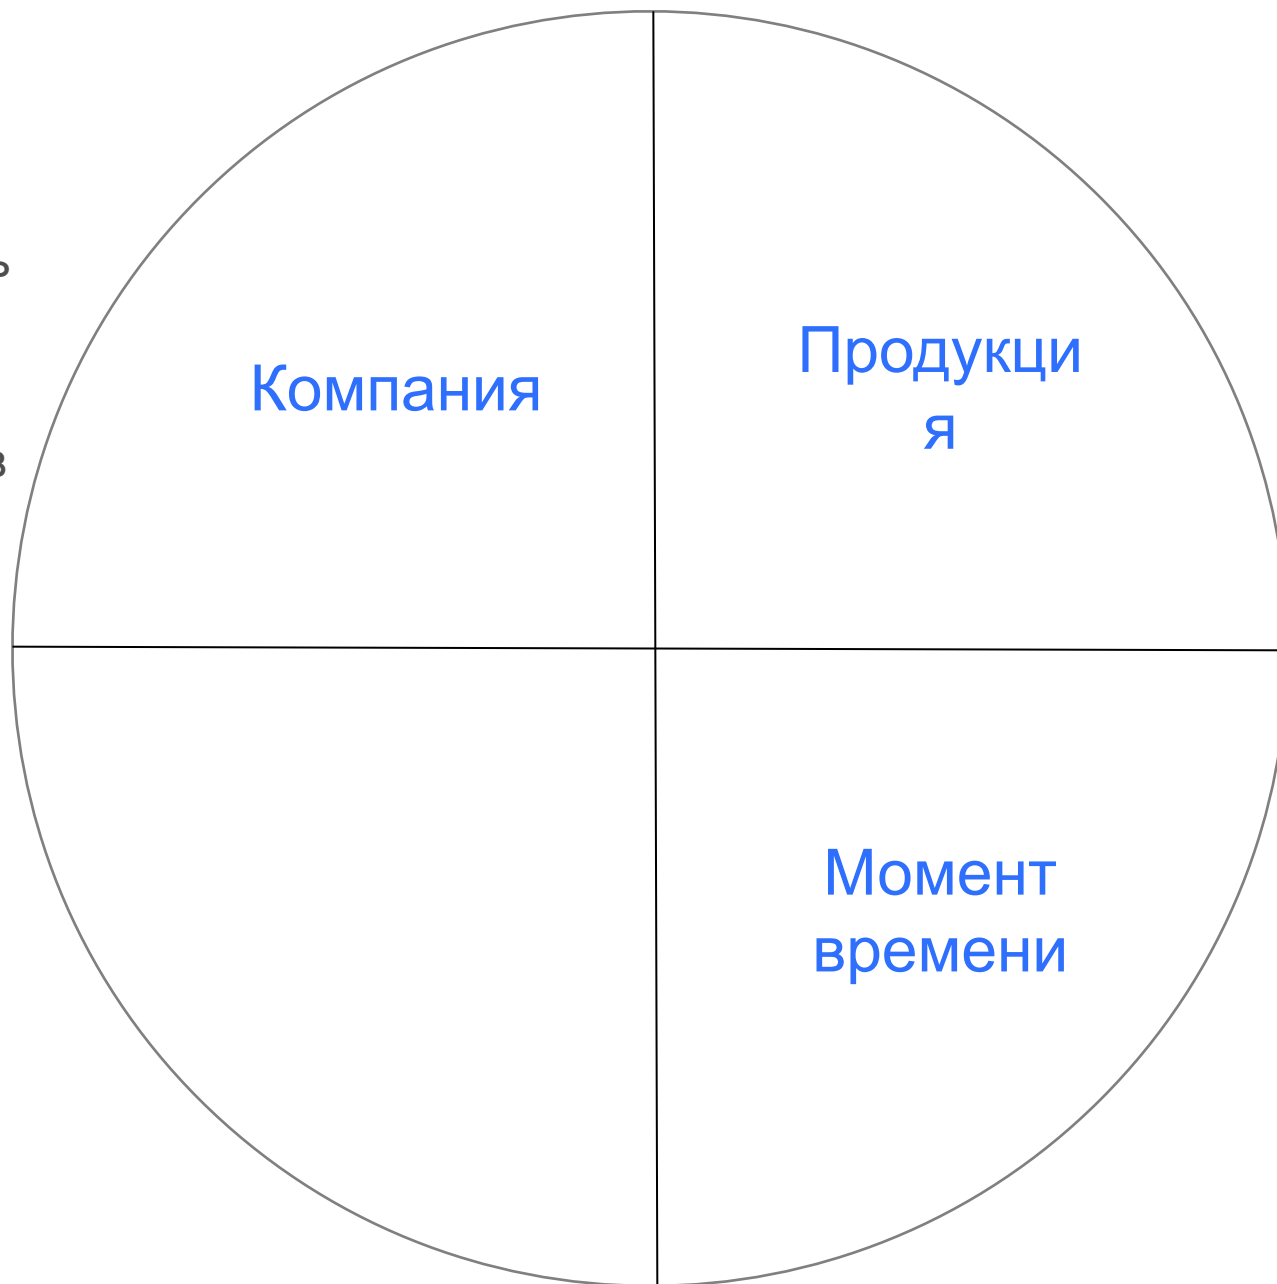 ь
Продукци
Компания
я
в
Момент
времени